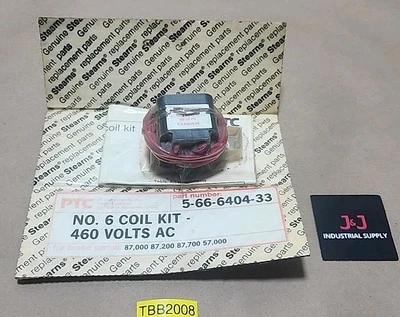 Genuine Stearns® replacement parts
coil kit
PTC
PTC
part number:
5-66-6404-33
NO. 6 COIL KIT -
460 VOLTS AC
87,000 87,200 87,700 57,000
J&J
INDUSTRIAL SUPPLY
TBB2008